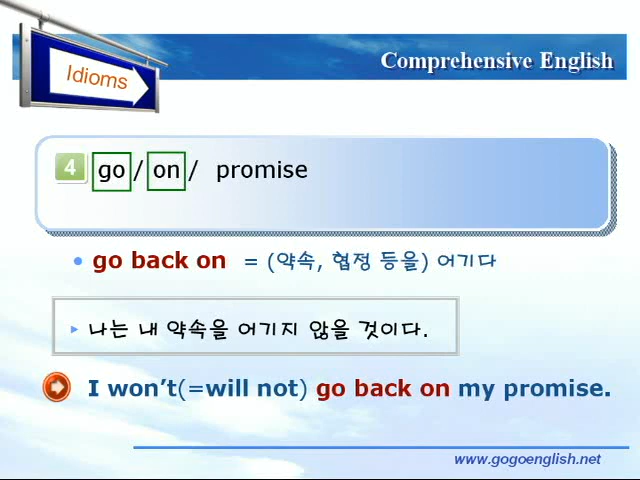 Idioms
Comprehensive English
4 go / on / promise
• go back on = (약속, 협정 등을) 어기다
▸ 나는 내 약속을 어기지 않을 것이다.
I won't(=will not) go back on my promise.
www.gogoenglish.net